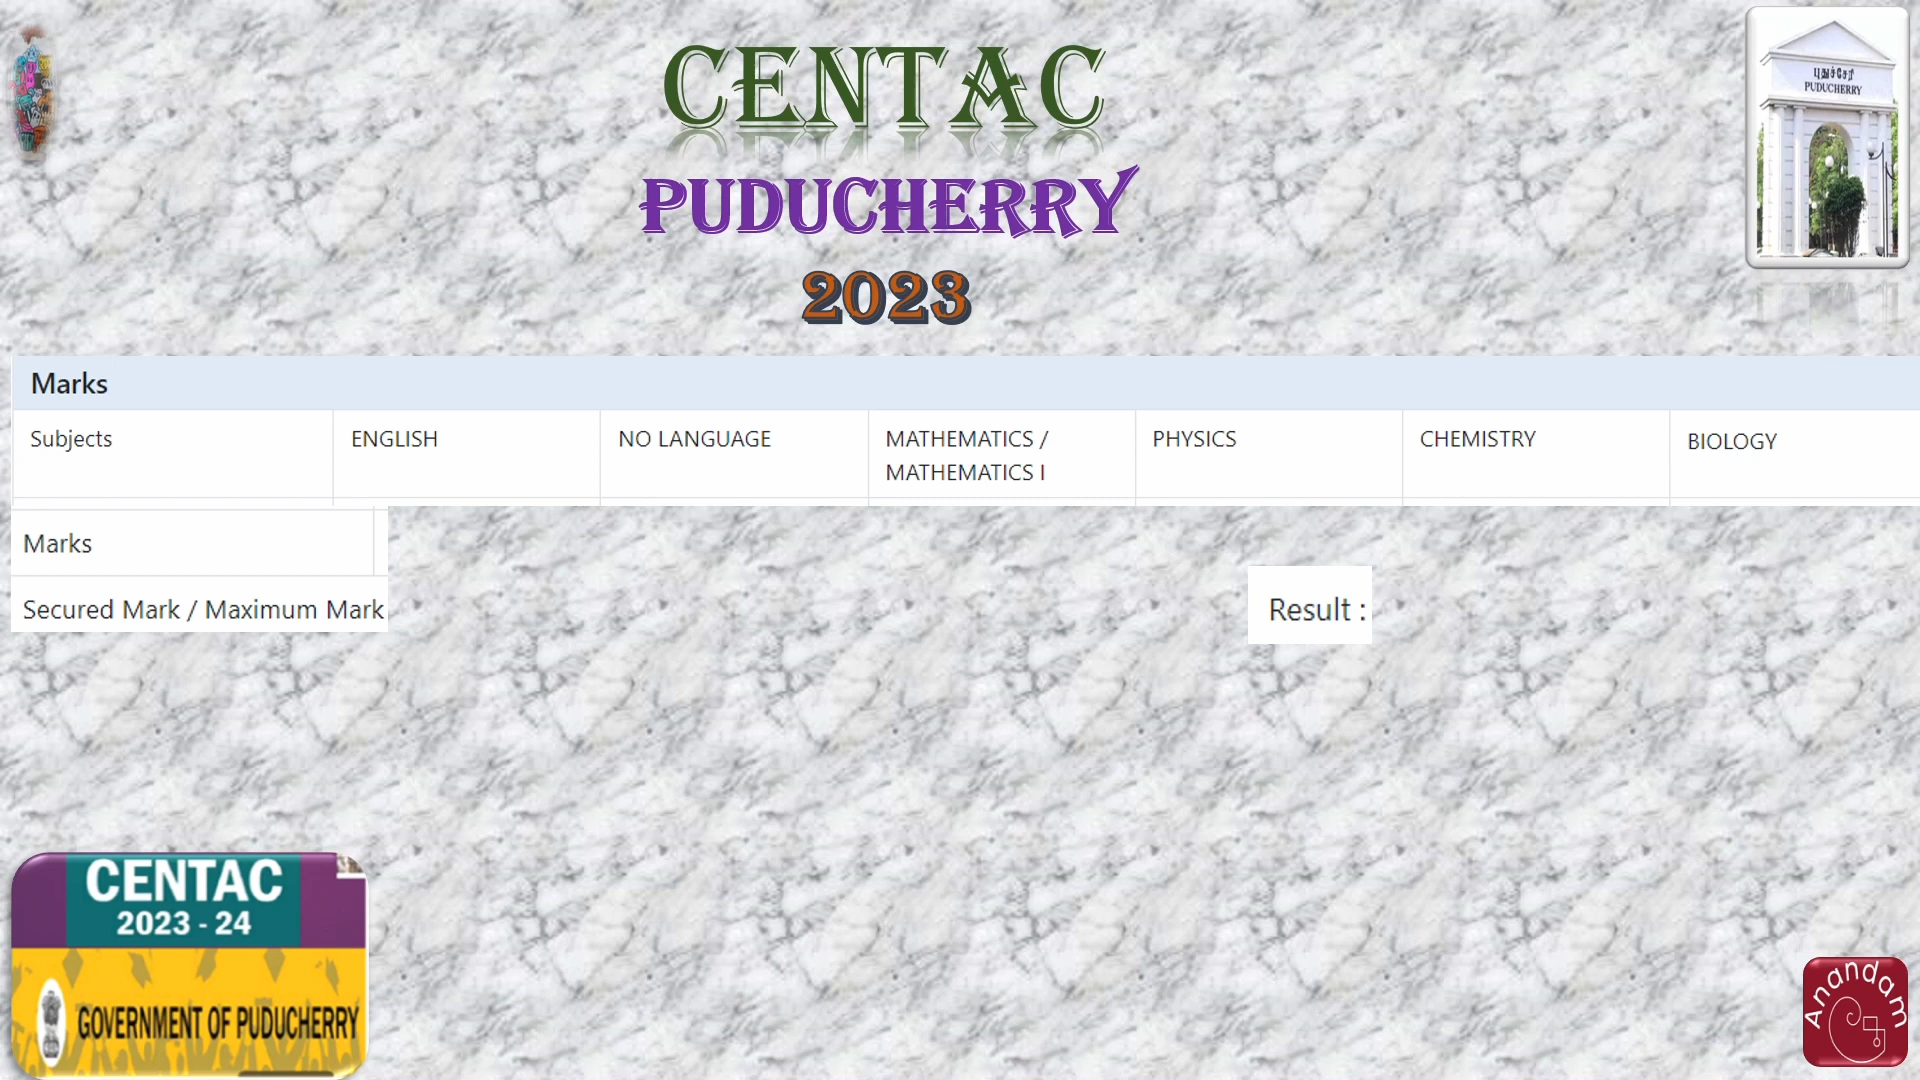 CENTAC
புதுச்சேரி
PUDUCHERRY
PUDUCHERRY
2023
Marks
Subjects
ENGLISH
NO LANGUAGE
MATHEMATICS /
MATHEMATICS I
PHYSICS
CHEMISTRY
BIOLOGY
Marks
Secured Mark / Maximum Mark
Result :
CENTAC
2023 - 24
GOVERNMENT OF PUDUCHERRY
Anandam